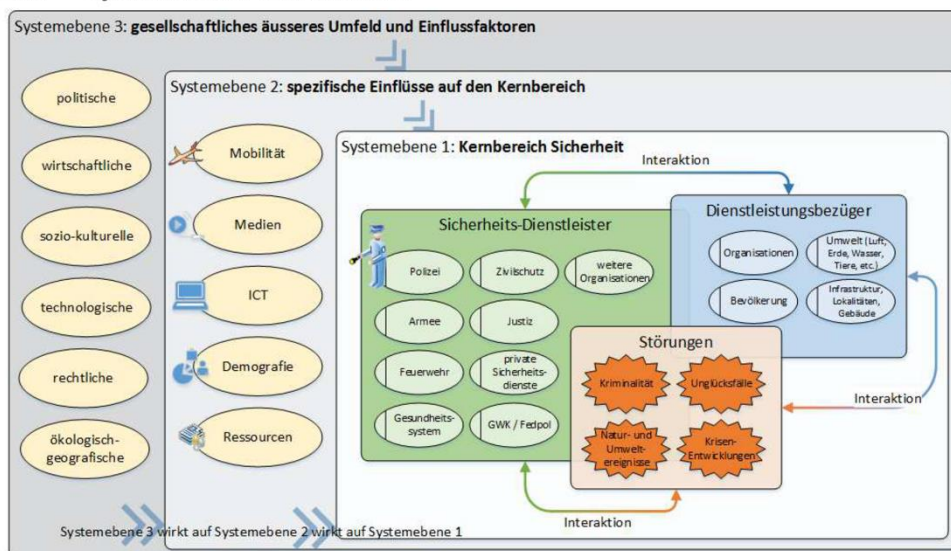 Systemebene 3: gesellschaftliches äusseres Umfeld und Einflussfaktoren
politische
wirtschaftliche
sozio-kulturelle
technologische
rechtliche
ökologisch-
geografische
Systemebene 2: spezifische Einflüsse auf den Kernbereich
Mobilität
Medien
ICT
Demografie
Ressourcen
Systemebene 1: Kernbereich Sicherheit
Interaktion
Sicherheits-Dienstleister
Polizei
Zivilschutz
weitere
Organisationen
Armee
Justiz
Feuerwehr
private
Sicherheits-
dienste
Gesundheits-
system
GWK / Fedpol
Dienstleistungsbezüger
Organisationen
Umwelt (Luft,
Erde, Wasser,
Tiere, etc.)
Bevölkerung
Infrastruktur,
Lokalitäten,
Gebäude
Störungen
Kriminalität
Unglücksfälle
Natur- und
Umwelt-
ereignisse
Krisen-
Entwicklungen
Interaktion
Interaktion
Systemebene 3 wirkt auf Systemebene 2 wirkt auf Systemebene 1